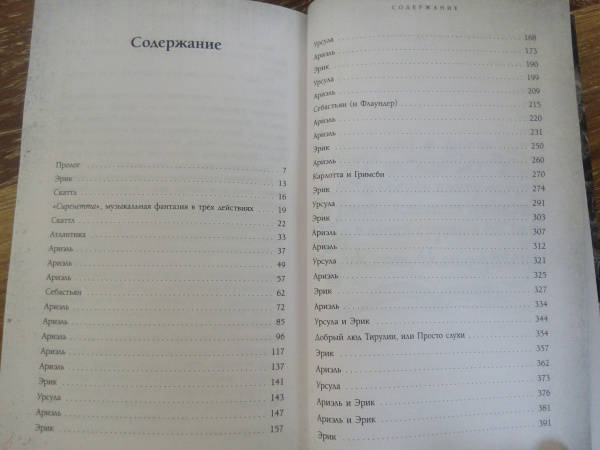 Содержание
Пролог 7
Эрик 13
Скаттл 16
«Сиренетта», музыкальная фантазия в трёх действиях 19
Скаттл 22
Атлантика 33
Ариэль 37
Ариэль 49
Ариэль 57
Себастьян 62
Ариэль 72
Ариэль 85
Ариэль 96
Ариэль 117
Ариэль 137
Эрик 141
Урсула 143
Ариэль 147
Эрик 157
СОДЕРЖАНИЕ
Урсула 168
Ариэль 173
Эрик 190
Урсула 199
Ариэль 209
Себастьян (и Флаундер) 215
Ариэль 220
Ариэль 231
Эрик 250
Ариэль 260
Карлотта и Гримсби 270
Эрик 274
Урсула 291
Эрик 303
Ариэль 307
Ариэль 312
Урсула 321
Ариэль 325
Эрик 327
Ариэль 334
Урсула и Эрик 344
Добрый люд Тирулии, или Просто слухи 354
Эрик 357
Ариэль 362
Урсула 373
Ариэль и Эрик 376
Ариэль и Эрик 381
Эрик 391